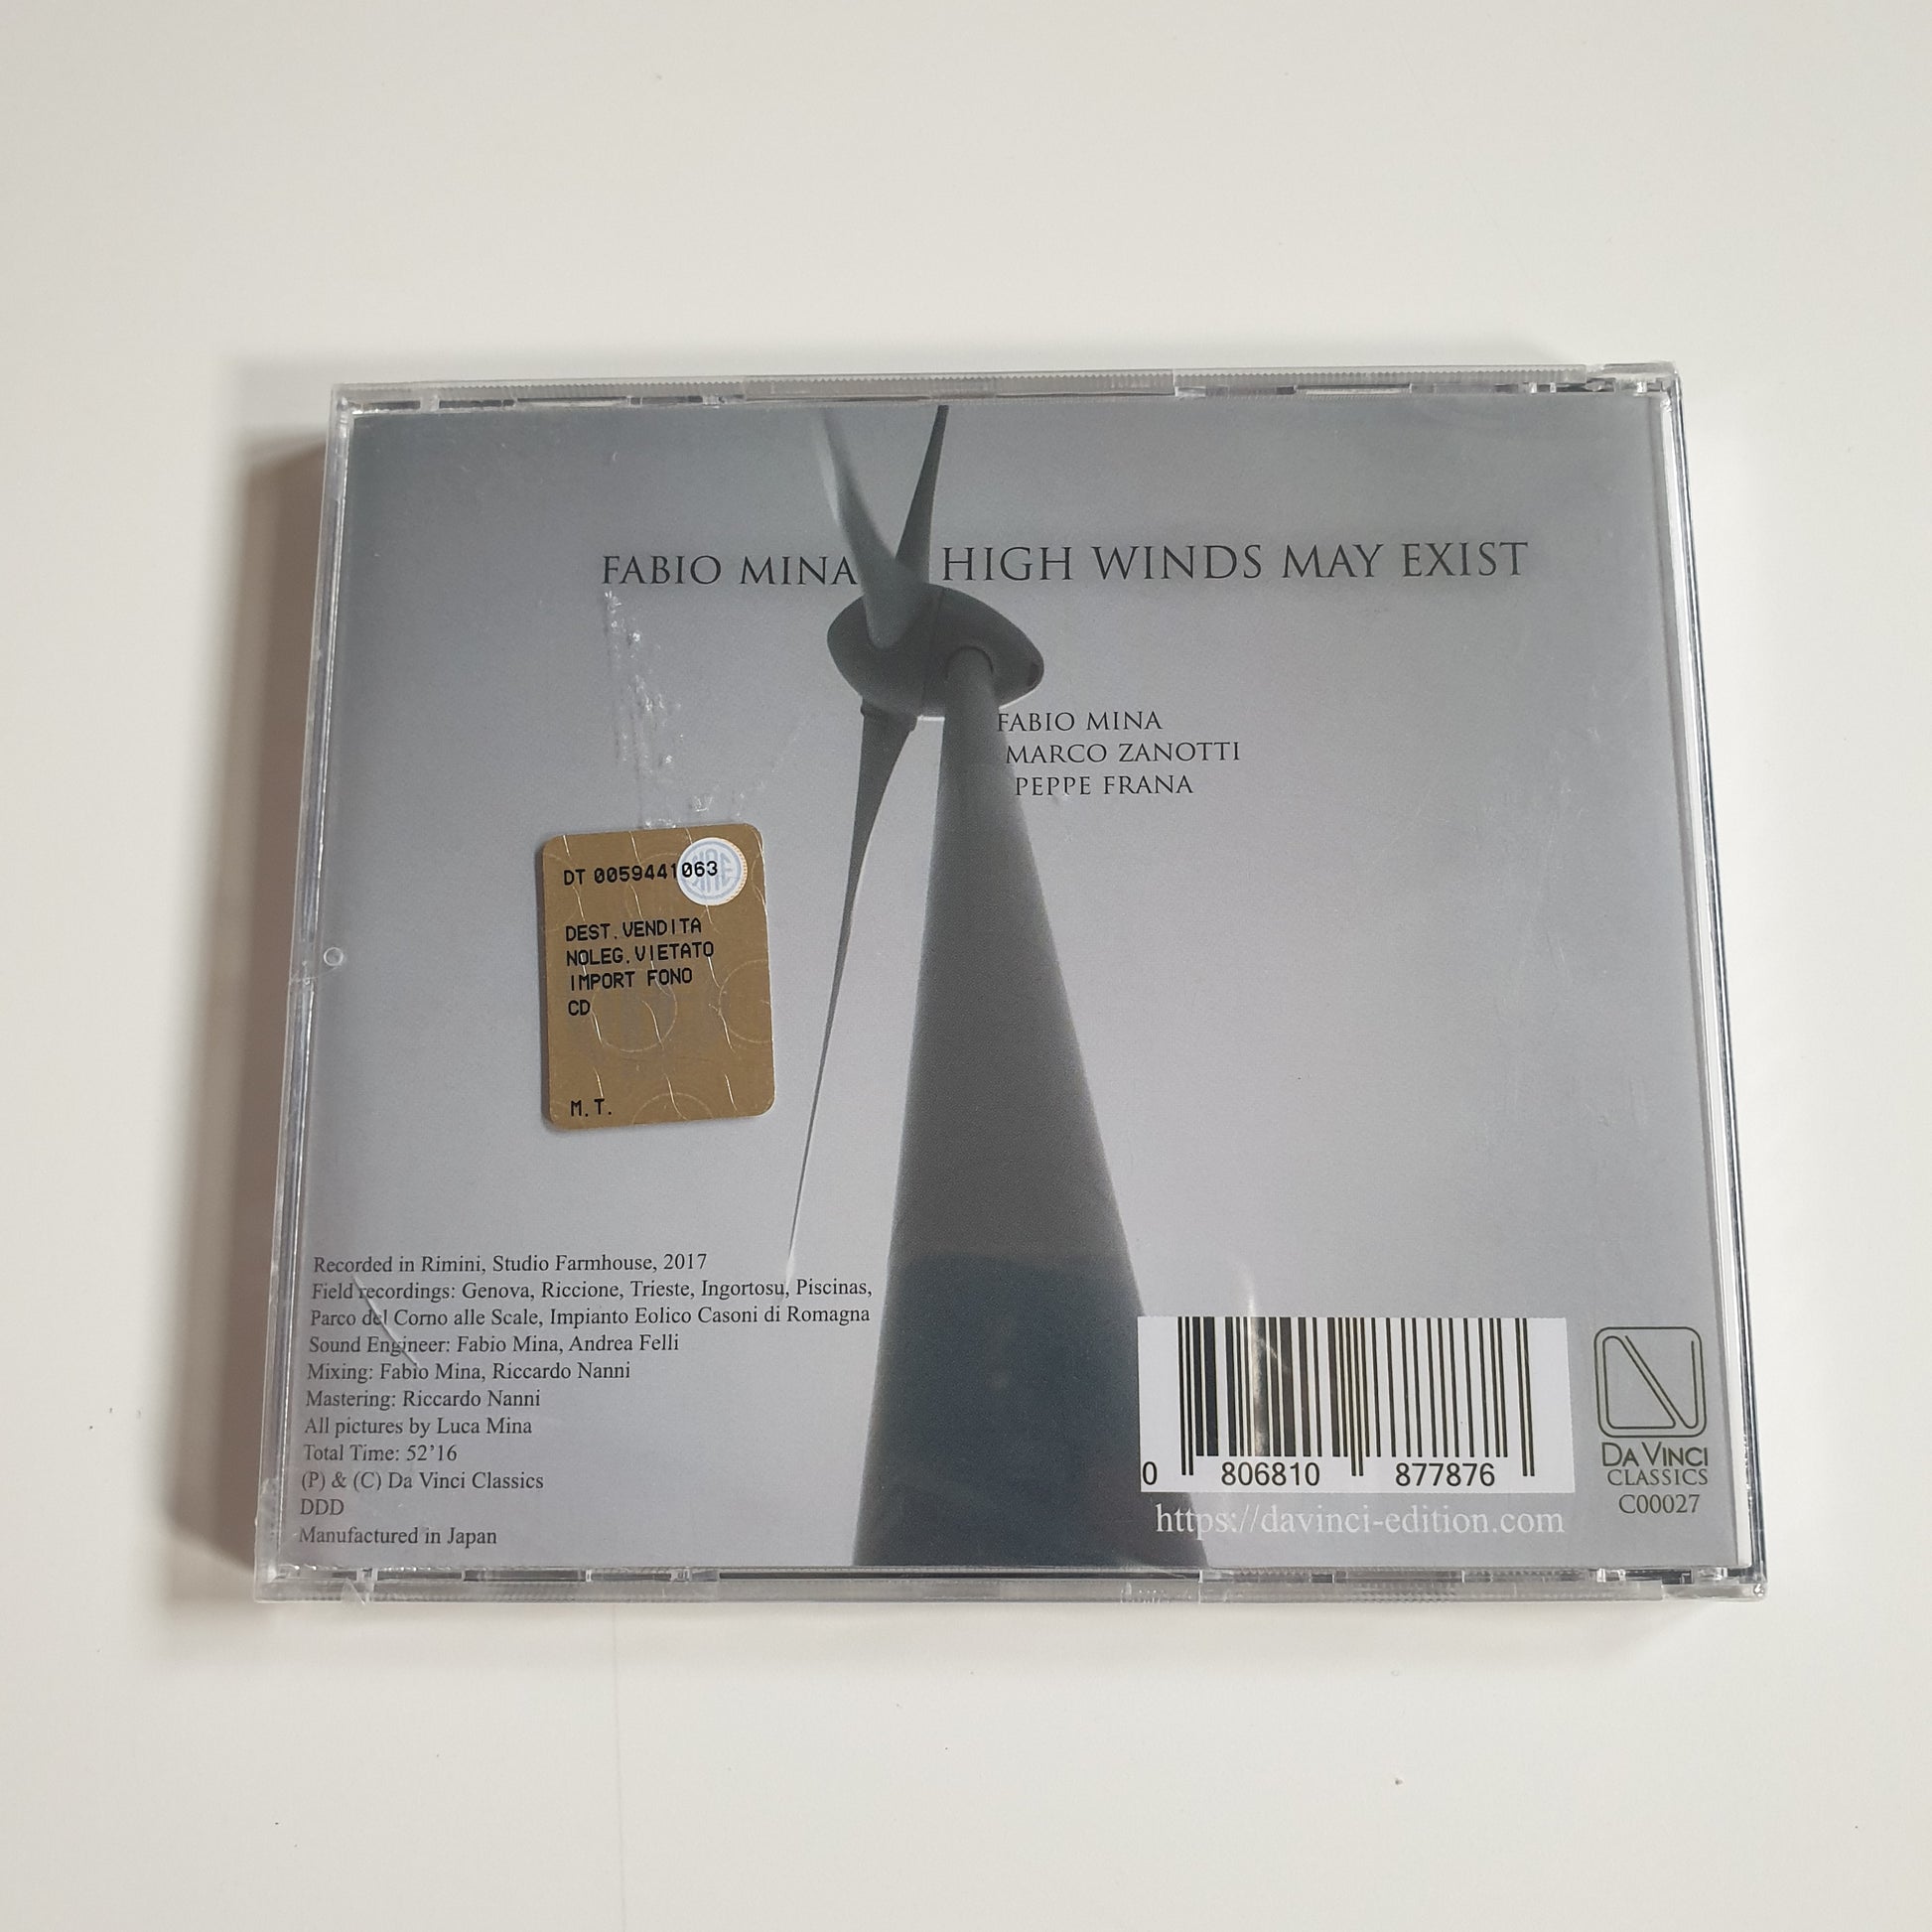 FABIO MINA HIGH WINDS MAY EXIST
FABIO MINA
MARCO ZANOTTI
PEPPE FRANA
DT 0059441063
DEST.VENDITA
NOLEG.VIETATO
IMPORT FONO
CD
M.T.
Recorded in Rimini, Studio Farmhouse, 2017
Field recordings: Genova, Riccione, Trieste, Ingortosu, Piscinas,
Parco del Corno alle Scale, Impianto Eolico Casoni di Romagna
Sound Engineer: Fabio Mina, Andrea Felli
Mixing: Fabio Mina, Riccardo Nanni
Mastering: Riccardo Nanni
All pictures by Luca Mina
Total Time: 52’16
(P) & (C) Da Vinci Classics
DDD
Manufactured in Japan
0 806810 877876
https://davinci-edition.com
DA VINCI
CLASSICS
C00027